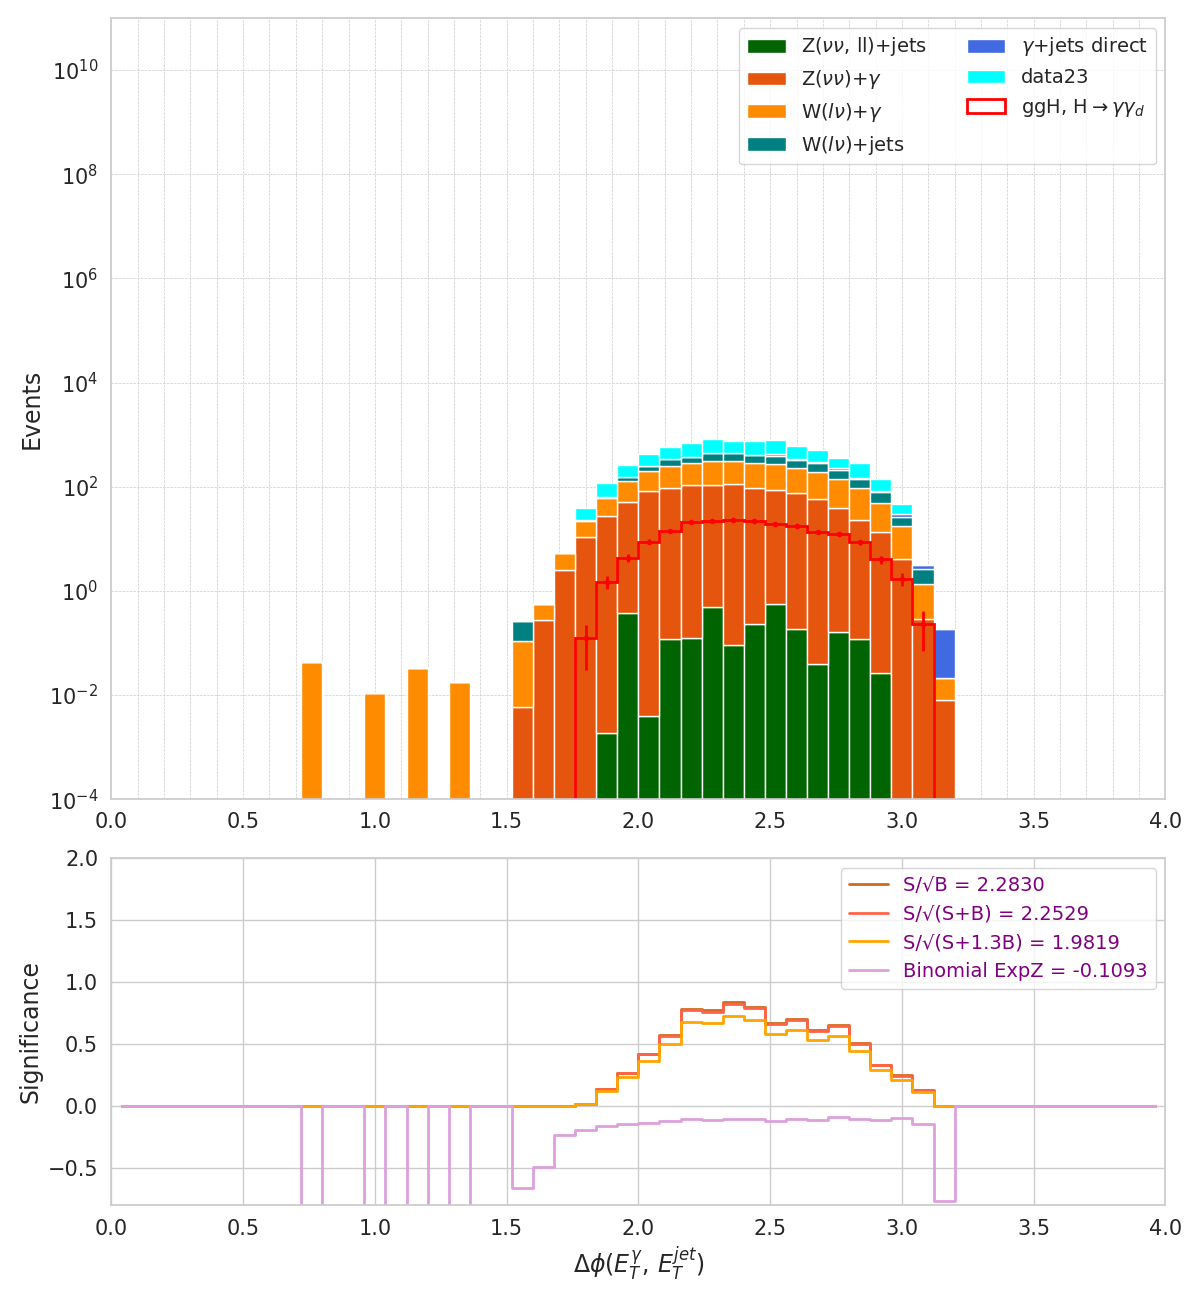 Z(νν, ll)+jets
Z(νν)+γ
W(lν)+γ
W(lν)+jets
γ+jets direct
data23
ggH, H→γγ_d
Events
10^10
10^8
10^6
10^4
10^2
10^0
10^−2
10^−4
0.0 0.5 1.0 1.5 2.0 2.5 3.0 3.5 4.0
S/√B = 2.2830
S/√(S+B) = 2.2529
S/√(S+1.3B) = 1.9819
Binomial ExpZ = -0.1093
Significance
2.0
1.5
1.0
0.5
0.0
−0.5
0.0 0.5 1.0 1.5 2.0 2.5 3.0 3.5 4.0
Δϕ(E_T^γ, E_T^jet)